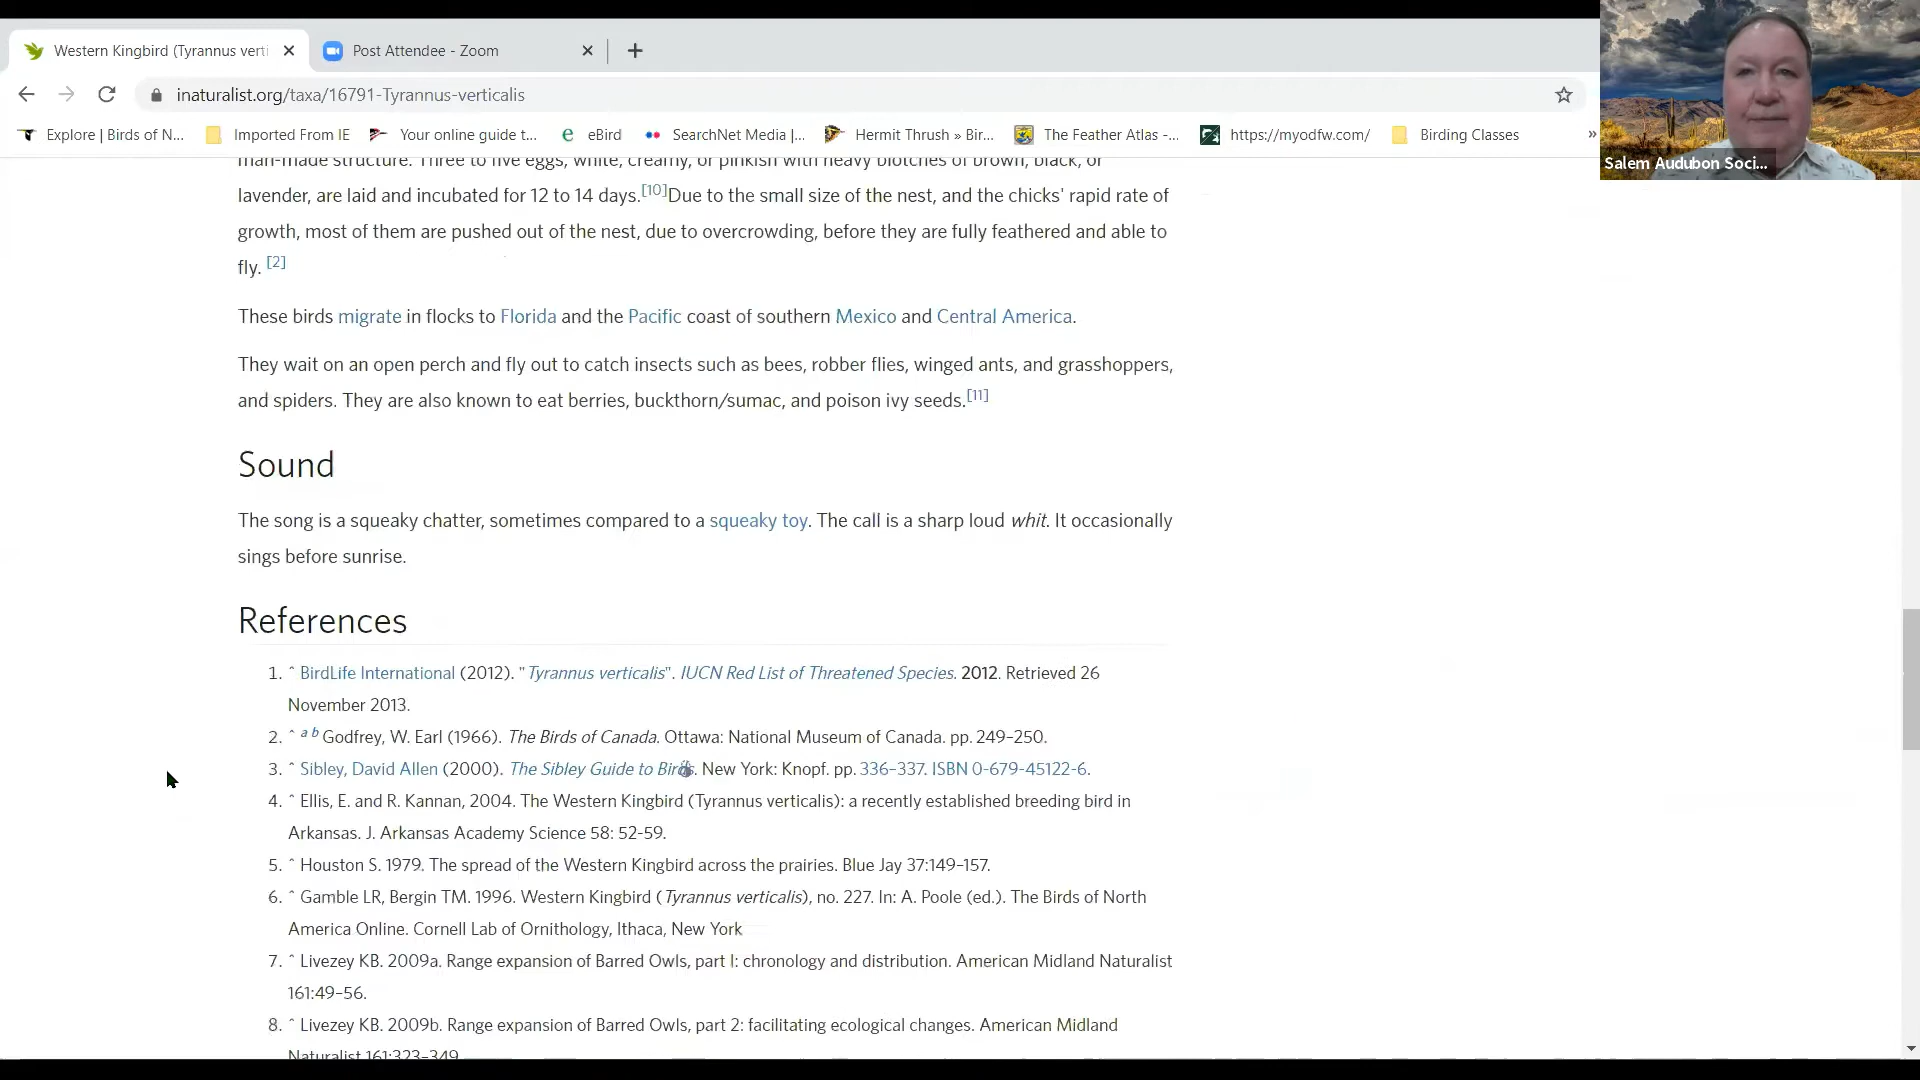 Western Kingbird (Tyrannus verti
Post Attendee - Zoom
inaturalist.org/taxa/16791-Tyrannus-verticalis
Explore | Birds of N...
Imported From IE
Your online guide t...
eBird
SearchNet Media |...
Hermit Thrush » Bir...
The Feather Atlas -...
https://myodfw.com/
Birding Classes
»
Salem Audubon Soci...
man-made structure. Three to five eggs, white, creamy, or pinkish with heavy blotches of brown, black, or
lavender, are laid and incubated for 12 to 14 days.[10]Due to the small size of the nest, and the chicks' rapid rate of
growth, most of them are pushed out of the nest, due to overcrowding, before they are fully feathered and able to
fly. [2]
These birds migrate in flocks to Florida and the Pacific coast of southern Mexico and Central America.
They wait on an open perch and fly out to catch insects such as bees, robber flies, winged ants, and grasshoppers,
and spiders. They are also known to eat berries, buckthorn/sumac, and poison ivy seeds.[11]
Sound
The song is a squeaky chatter, sometimes compared to a squeaky toy. The call is a sharp loud whit. It occasionally
sings before sunrise.
References
1. ^ BirdLife International (2012). "Tyrannus verticalis". IUCN Red List of Threatened Species. 2012. Retrieved 26
November 2013.
2. ^ a b Godfrey, W. Earl (1966). The Birds of Canada. Ottawa: National Museum of Canada. pp. 249–250.
3. ^ Sibley, David Allen (2000). The Sibley Guide to Birds. New York: Knopf. pp. 336–337. ISBN 0-679-45122-6.
4. ^ Ellis, E. and R. Kannan, 2004. The Western Kingbird (Tyrannus verticalis): a recently established breeding bird in
Arkansas. J. Arkansas Academy Science 58: 52-59.
5. ^ Houston S. 1979. The spread of the Western Kingbird across the prairies. Blue Jay 37:149–157.
6. ^ Gamble LR, Bergin TM. 1996. Western Kingbird (Tyrannus verticalis), no. 227. In: A. Poole (ed.). The Birds of North
America Online. Cornell Lab of Ornithology, Ithaca, New York
7. ^ Livezey KB. 2009a. Range expansion of Barred Owls, part I: chronology and distribution. American Midland Naturalist
161:49–56.
8. ^ Livezey KB. 2009b. Range expansion of Barred Owls, part 2: facilitating ecological changes. American Midland
Naturalist 161:323–349